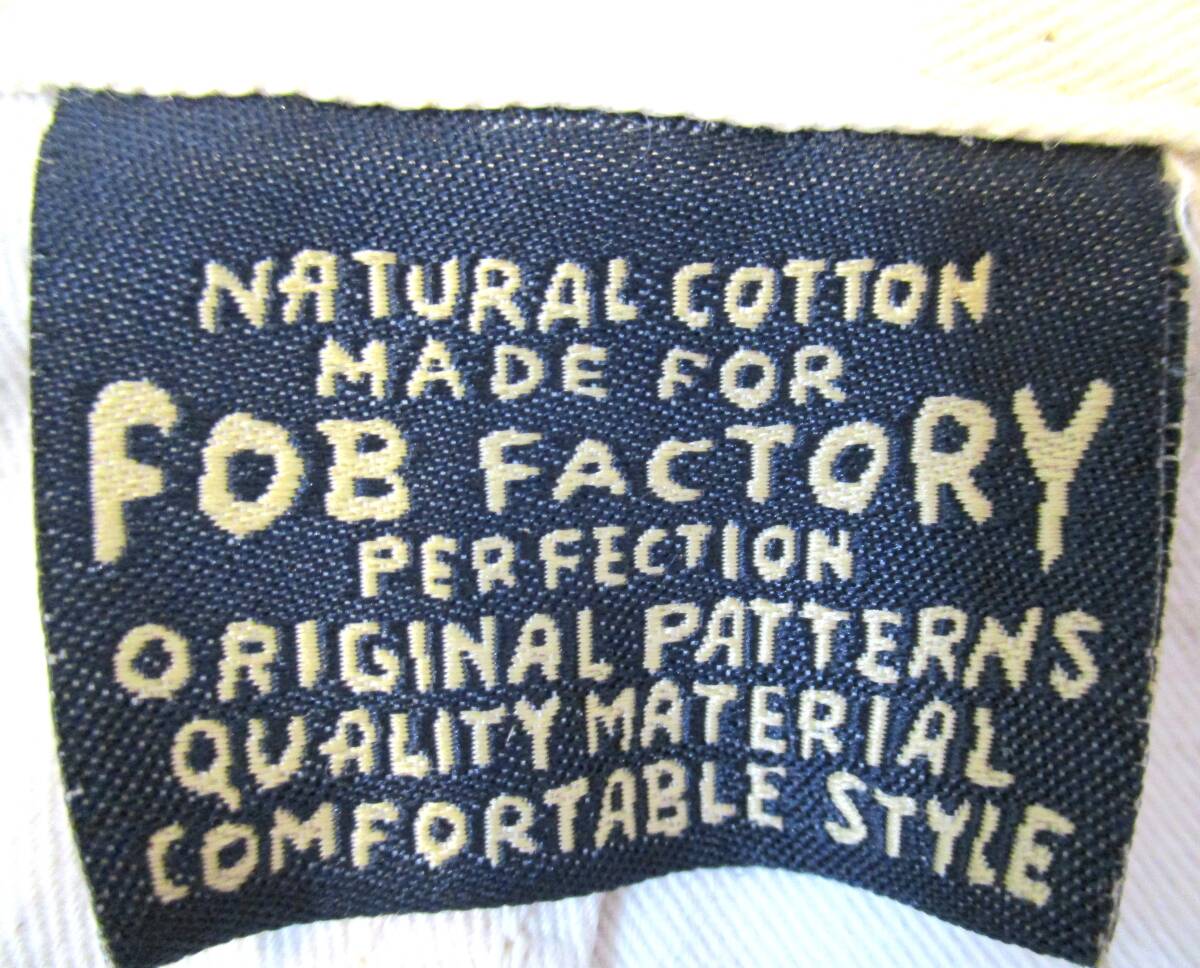 NATURAL COTTON
MADE FOR
FOB FACTORY
PERFECTION
ORIGINAL PATTERNS
QUALITY MATERIAL
COMFORTABLE STYLE